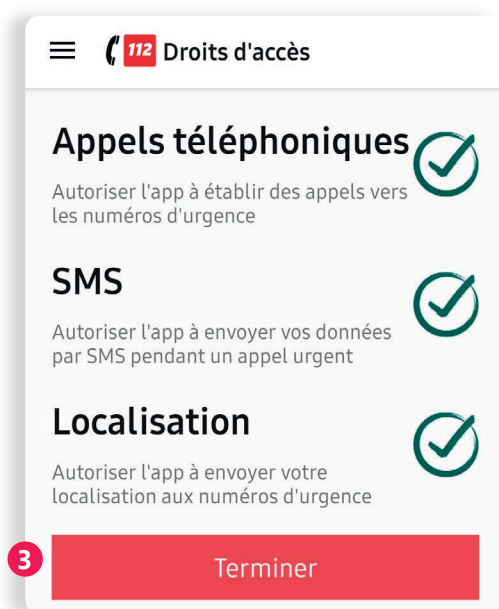 112 Droits d'accès
Appels téléphoniques
Autoriser l'app à établir des appels vers
les numéros d'urgence
SMS
Autoriser l'app à envoyer vos données
par SMS pendant un appel urgent
Localisation
Autoriser l'app à envoyer votre
localisation aux numéros d'urgence
3
Terminer